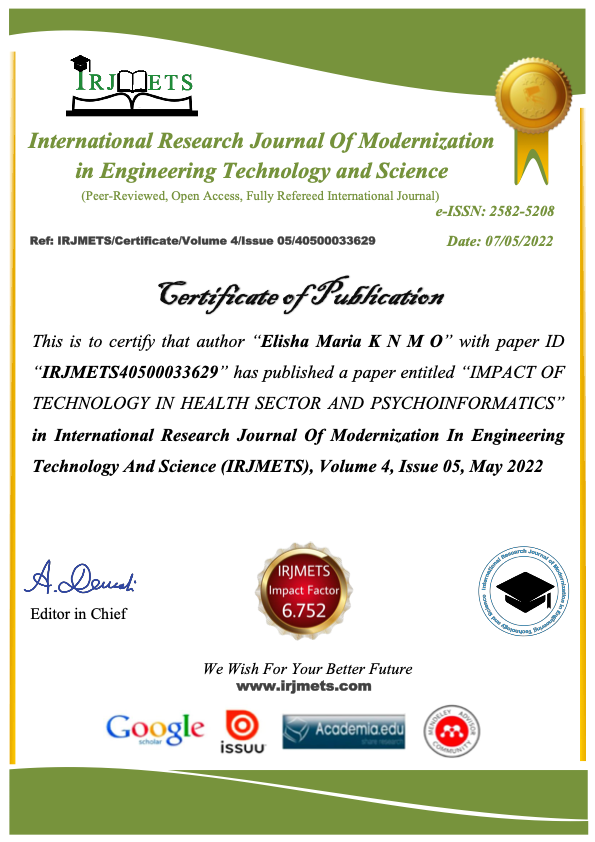 IRJMETS
International Research Journal Of Modernization
in Engineering Technology and Science
(Peer-Reviewed, Open Access, Fully Refereed International Journal)
e-ISSN: 2582-5208
Ref: IRJMETS/Certificate/Volume 4/Issue 05/40500033629
Date: 07/05/2022
Certificate of Publication
This is to certify that author “Elisha Maria K N M O” with paper ID
“IRJMETS40500033629” has published a paper entitled “IMPACT OF
TECHNOLOGY IN HEALTH SECTOR AND PSYCHOINFORMATICS”
in International Research Journal Of Modernization In Engineering
Technology And Science (IRJMETS), Volume 4, Issue 05, May 2022
Editor in Chief
IRJMETS
Impact Factor
6.752
International Research Journal of Modernization in Engineering Technology and Science
We Wish For Your Better Future
www.irjmets.com
Google
scholar
issuu
Academia.edu
share research
MENDELEY ADVISOR
COMMUNITY